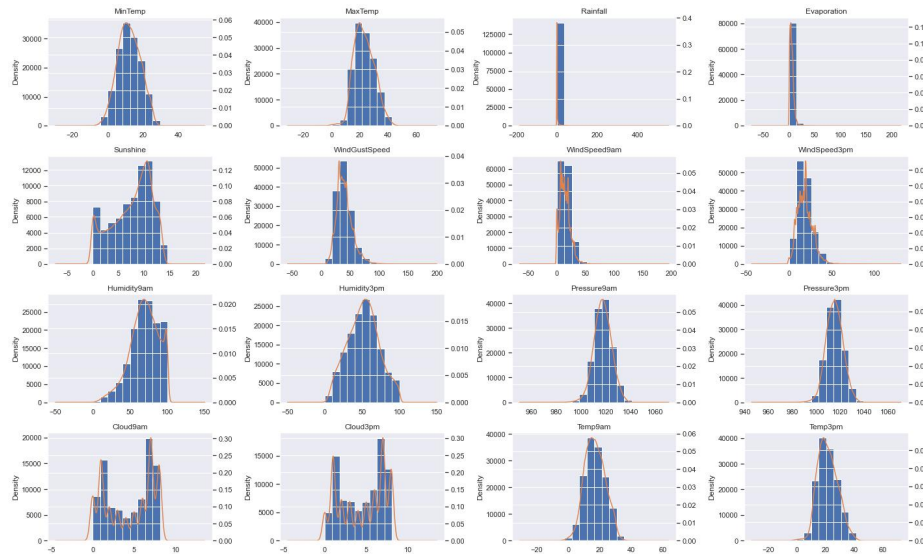 MinTemp MaxTemp Rainfall Evaporation
30000 20000 10000 0 Density 0.06 0.05 0.04 0.03 0.02 0.01 0.00 -20 0 20 40
40000 30000 20000 10000 0 Density 0.05 0.04 0.03 0.02 0.01 0.00 -20 0 20 40 60
125000 100000 75000 50000 25000 0 Density 0.4 0.3 0.2 0.1 0.0 -200 0 200 400
80000 60000 40000 20000 0 Density -50 0 50 100 150 200
Sunshine WindGustSpeed WindSpeed9am WindSpeed3pm
12000 10000 8000 6000 4000 2000 0 Density 0.12 0.10 0.08 0.06 0.04 0.02 0.00 -5 0 5 10 15 20
50000 40000 30000 20000 10000 0 Density 0.04 0.03 0.02 0.01 0.00 -50 0 50 100 150 200
60000 50000 40000 30000 20000 10000 0 Density 0.05 0.04 0.03 0.02 0.01 0.00 -50 0 50 100 150 200
50000 40000 30000 20000 10000 0 Density -50 0 50 100
Humidity9am Humidity3pm Pressure9am Pressure3pm
25000 20000 15000 10000 5000 0 Density 0.020 0.015 0.010 0.005 0.000 -50 0 50 100 150
25000 20000 15000 10000 5000 0 Density 0.015 0.010 0.005 0.000 -50 0 50 100 150
40000 30000 20000 10000 0 Density 0.05 0.04 0.03 0.02 0.01 0.00 960 980 1000 1020 1040 1060
40000 30000 20000 10000 0 Density 940 960 980 1000 1020 1040 1060
Cloud9am Cloud3pm Temp9am Temp3pm
20000 15000 10000 5000 0 Density 0.30 0.25 0.20 0.15 0.10 0.05 0.00 -5 0 5 10
15000 10000 5000 0 Density 0.30 0.25 0.20 0.15 0.10 0.05 0.00 -5 0 5 10
40000 30000 20000 10000 0 Density 0.06 0.05 0.04 0.03 0.02 0.01 0.00 -20 0 20 40
40000 30000 20000 10000 0 Density -20 0 20 40 60